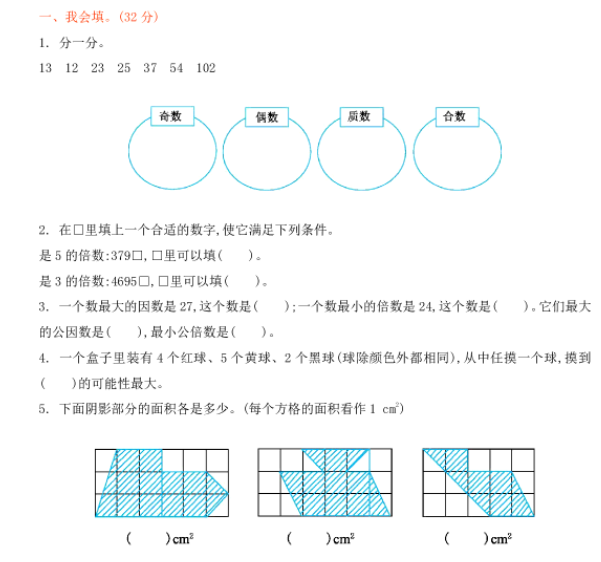 一、我会填。(32 分)
1. 分一分。
13 12 23 25 37 54 102
奇数 偶数 质数 合数
2. 在□里填上一个合适的数字,使它满足下列条件。
是 5 的倍数:379□,□里可以填( )。
是 3 的倍数:4695□,□里可以填( )。
3. 一个数最大的因数是 27,这个数是( );一个数最小的倍数是 24,这个数是( )。它们最大
的公因数是( ),最小公倍数是( )。
4. 一个盒子里装有 4 个红球、5 个黄球、2 个黑球(球除颜色外都相同),从中任摸一个球,摸到
( )的可能性最大。
5. 下面阴影部分的面积各是多少。(每个方格的面积看作 1 cm²)
( )cm² ( )cm² ( )cm²